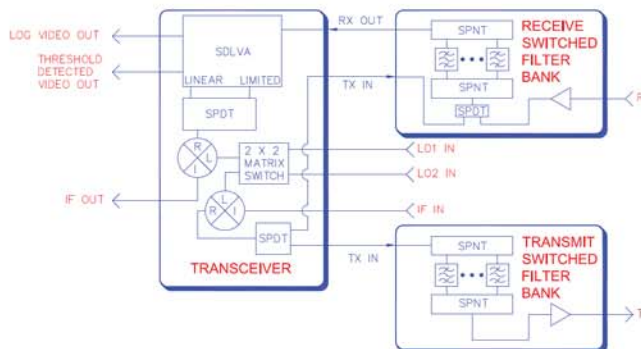 LOG VIDEO OUT
THRESHOLD
DETECTED
VIDEO OUT
SDLVA
LINEAR LIMITED
SPDT
R
L
I
2 X 2
MATRIX
SWITCH
IF OUT
L
R
I
SPDT
TRANSCEIVER
RX OUT
TX IN
LO1 IN
LO2 IN
IF IN
TX IN
SPNT
SPNT
SPDT
RECEIVE
SWITCHED
FILTER
BANK
R
SPNT
SPNT
TRANSMIT
SWITCHED
FILTER
BANK
T